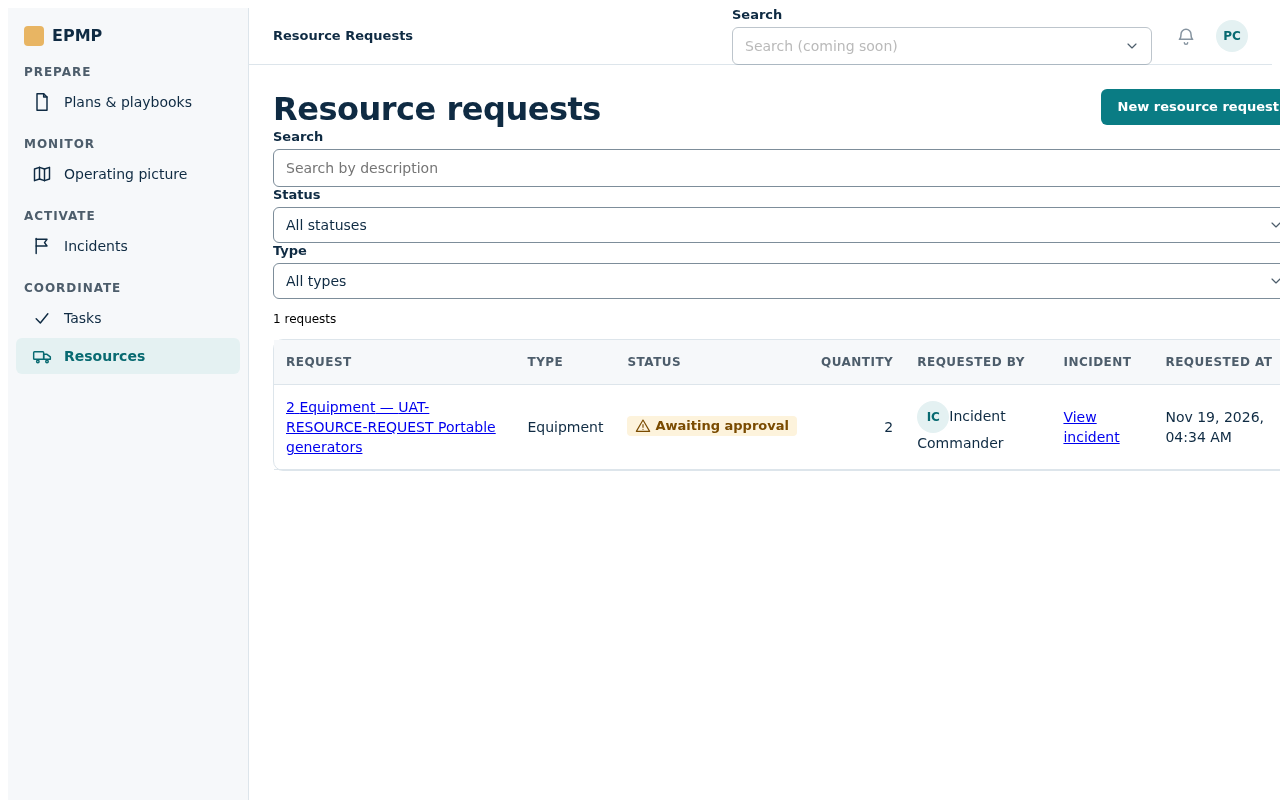 EPMP
PREPARE
Plans & playbooks
MONITOR
Operating picture
ACTIVATE
Incidents
COORDINATE
Tasks
Resources
Resource Requests
Search
Search (coming soon)
PC
Resource requests
New resource request
Search
Search by description
Status
All statuses
Type
All types
1 requests
REQUEST TYPE STATUS QUANTITY REQUESTED BY INCIDENT REQUESTED AT
2 Equipment — UAT-
RESOURCE-REQUEST Portable
generators
Equipment
Awaiting approval
2
IC Incident
Commander
View
incident
Nov 19, 2026,
04:34 AM